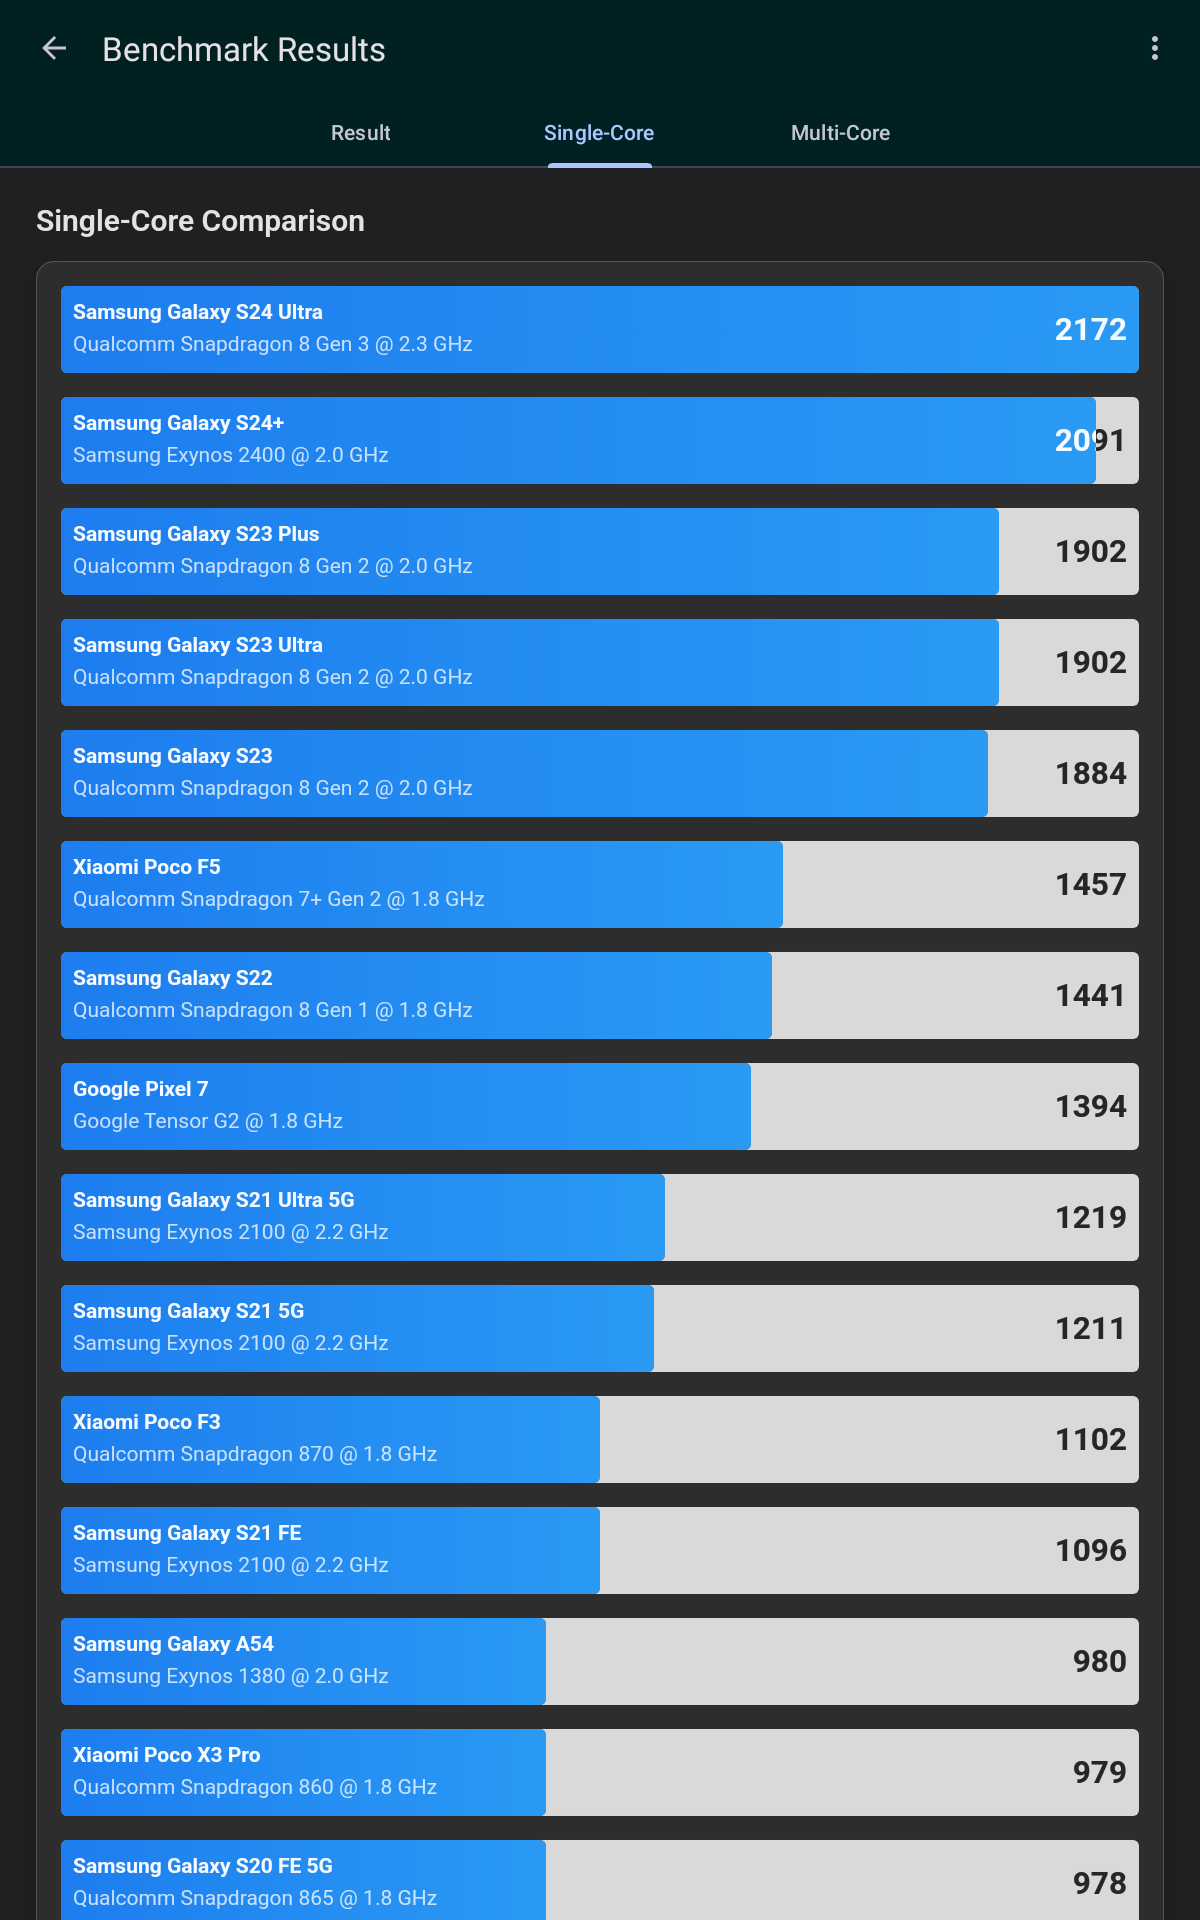 Benchmark Results
Result
Single-Core
Multi-Core
Single-Core Comparison
Samsung Galaxy S24 Ultra
Qualcomm Snapdragon 8 Gen 3 @ 2.3 GHz
2172
Samsung Galaxy S24+
Samsung Exynos 2400 @ 2.0 GHz
2091
Samsung Galaxy S23 Plus
Qualcomm Snapdragon 8 Gen 2 @ 2.0 GHz
1902
Samsung Galaxy S23 Ultra
Qualcomm Snapdragon 8 Gen 2 @ 2.0 GHz
1902
Samsung Galaxy S23
Qualcomm Snapdragon 8 Gen 2 @ 2.0 GHz
1884
Xiaomi Poco F5
Qualcomm Snapdragon 7+ Gen 2 @ 1.8 GHz
1457
Samsung Galaxy S22
Qualcomm Snapdragon 8 Gen 1 @ 1.8 GHz
1441
Google Pixel 7
Google Tensor G2 @ 1.8 GHz
1394
Samsung Galaxy S21 Ultra 5G
Samsung Exynos 2100 @ 2.2 GHz
1219
Samsung Galaxy S21 5G
Samsung Exynos 2100 @ 2.2 GHz
1211
Xiaomi Poco F3
Qualcomm Snapdragon 870 @ 1.8 GHz
1102
Samsung Galaxy S21 FE
Samsung Exynos 2100 @ 2.2 GHz
1096
Samsung Galaxy A54
Samsung Exynos 1380 @ 2.0 GHz
980
Xiaomi Poco X3 Pro
Qualcomm Snapdragon 860 @ 1.8 GHz
979
Samsung Galaxy S20 FE 5G
Qualcomm Snapdragon 865 @ 1.8 GHz
978